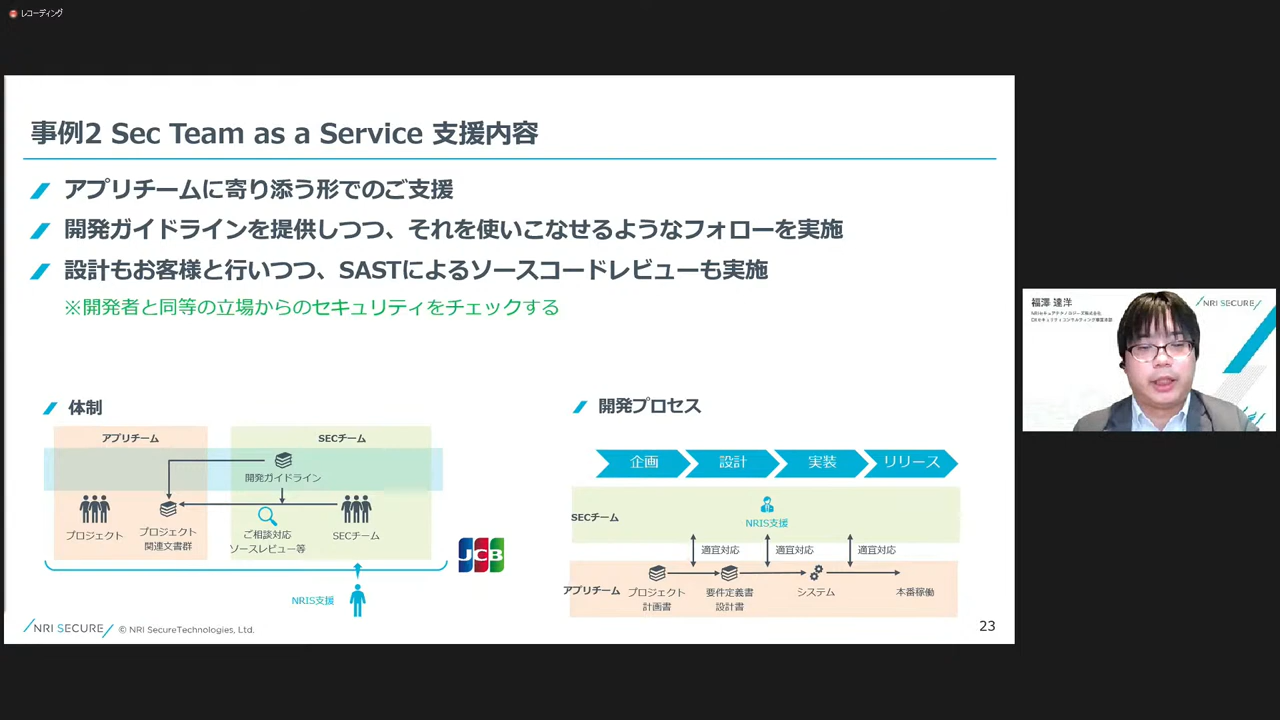 レコーディング
事例2 Sec Team as a Service 支援内容
アプリチームに寄り添う形でのご支援
開発ガイドラインを提供しつつ、それを使いこなせるようなフォローを実施
設計もお客様と行いつつ、SASTによるソースコードレビューも実施
※開発者と同等の立場からのセキュリティをチェックする
体制
アプリチーム
SECチーム
開発ガイドライン
プロジェクト
プロジェクト
関連文書群
ご相談対応
ソースレビュー等
SECチーム
JCB
NRIS支援
開発プロセス
企画
設計
実装
リリース
SECチーム
NRIS支援
適宜対応
適宜対応
適宜対応
アプリチーム
プロジェクト
計画書
要件定義書
設計書
システム
本番稼働
NRI SECURE
© NRI SecureTechnologies, Ltd.
23
福澤 達洋
NRIセキュアテクノロジーズ株式会社
DXセキュリティコンサルティング事業本部
NRI SECURE